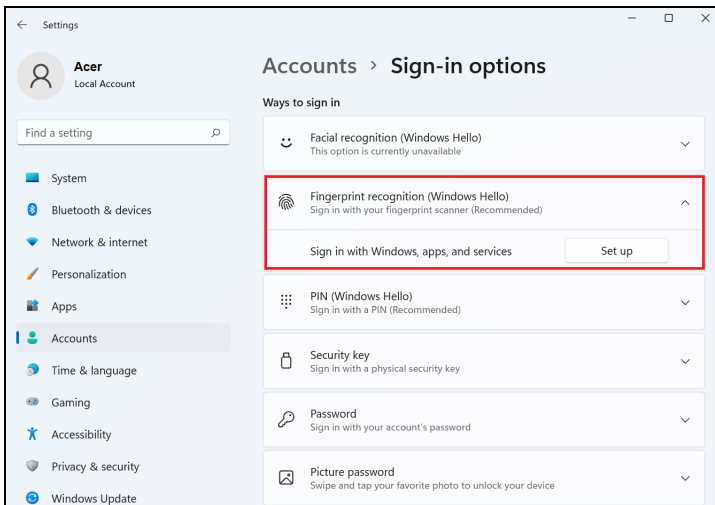 Settings
Acer
Local Account
Find a setting
System
Bluetooth & devices
Network & internet
Personalization
Apps
Accounts
Time & language
Gaming
Accessibility
Privacy & security
Windows Update
Accounts > Sign-in options
Ways to sign in
Facial recognition (Windows Hello)
This option is currently unavailable
Fingerprint recognition (Windows Hello)
Sign in with your fingerprint scanner (Recommended)
Sign in with Windows, apps, and services
Set up
PIN (Windows Hello)
Sign in with a PIN (Recommended)
Security key
Sign in with a physical security key
Password
Sign in with your account's password
Picture password
Swipe and tap your favorite photo to unlock your device